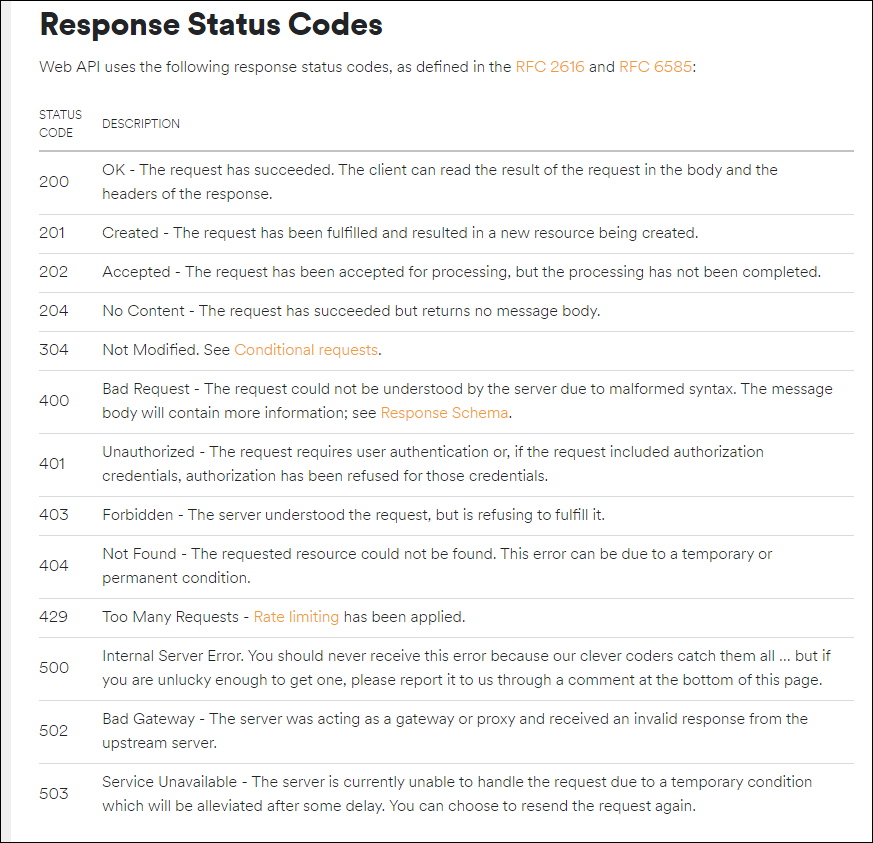 Response Status Codes
Web API uses the following response status codes, as defined in the RFC 2616 and RFC 6585:
STATUS
CODE
DESCRIPTION
200
OK - The request has succeeded. The client can read the result of the request in the body and the
headers of the response.
201
Created - The request has been fulfilled and resulted in a new resource being created.
202
Accepted - The request has been accepted for processing, but the processing has not been completed.
204
No Content - The request has succeeded but returns no message body.
304
Not Modified. See Conditional requests.
400
Bad Request - The request could not be understood by the server due to malformed syntax. The message
body will contain more information; see Response Schema.
401
Unauthorized - The request requires user authentication or, if the request included authorization
credentials, authorization has been refused for those credentials.
403
Forbidden - The server understood the request, but is refusing to fulfill it.
404
Not Found - The requested resource could not be found. This error can be due to a temporary or
permanent condition.
429
Too Many Requests - Rate limiting has been applied.
500
Internal Server Error. You should never receive this error because our clever coders catch them all ... but if
you are unlucky enough to get one, please report it to us through a comment at the bottom of this page.
502
Bad Gateway - The server was acting as a gateway or proxy and received an invalid response from the
upstream server.
503
Service Unavailable - The server is currently unable to handle the request due to a temporary condition
which will be alleviated after some delay. You can choose to resend the request again.